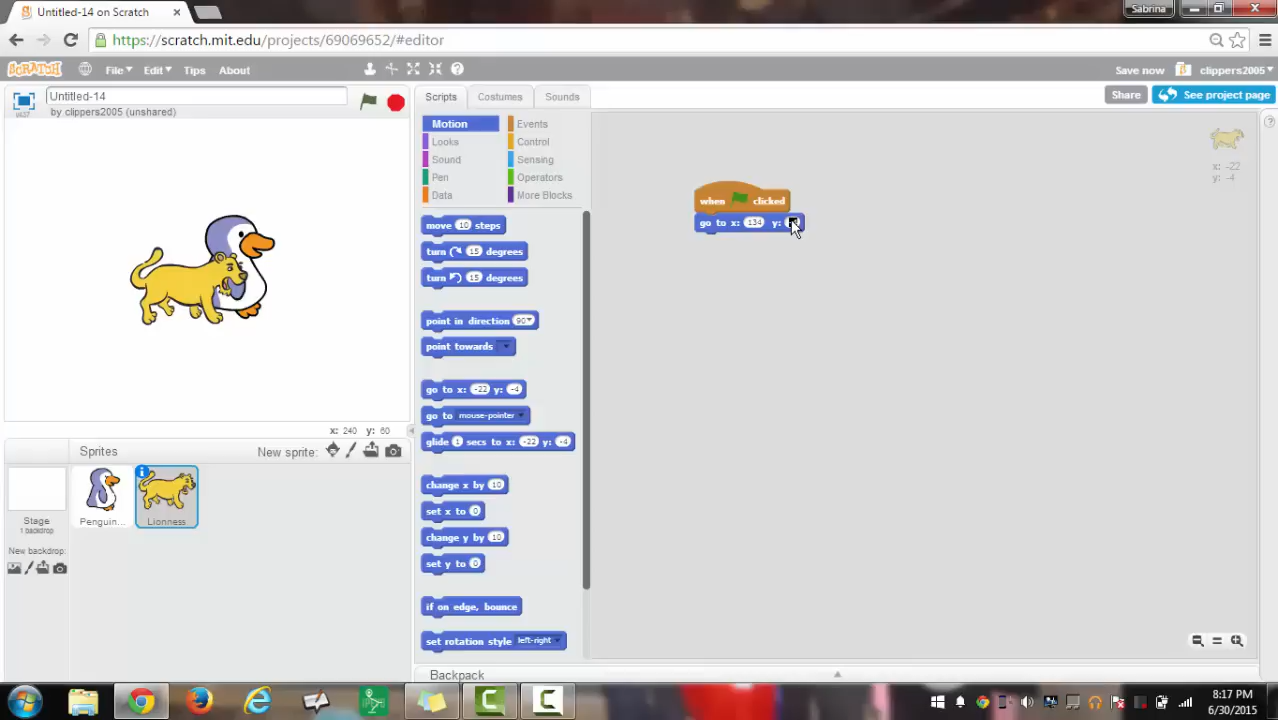 Untitled-14 on Scratch
Sabrina
https://scratch.mit.edu/projects/69069652/#editor
SCRATCH File Edit Tips About Save now clippers2005
Untitled-14
by clippers2005 (unshared)
Scripts Costumes Sounds Share See project page
Motion Events
Looks Control
Sound Sensing
Pen Operators
Data More Blocks
x: -22
y: -4
when clicked
go to x: 134 y:
move 10 steps
turn 15 degrees
turn 15 degrees
point in direction 90
point towards
go to x: -22 y: -4
go to mouse-pointer
glide 1 secs to x: -22 y: -4
change x by 10
set x to 0
change y by 10
set y to 0
if on edge, bounce
set rotation style left-right
x: 240 y: 60
Sprites New sprite:
Stage
1 backdrop
Penguin...
Lionness
New backdrop:
Backpack
8:17 PM
6/30/2015